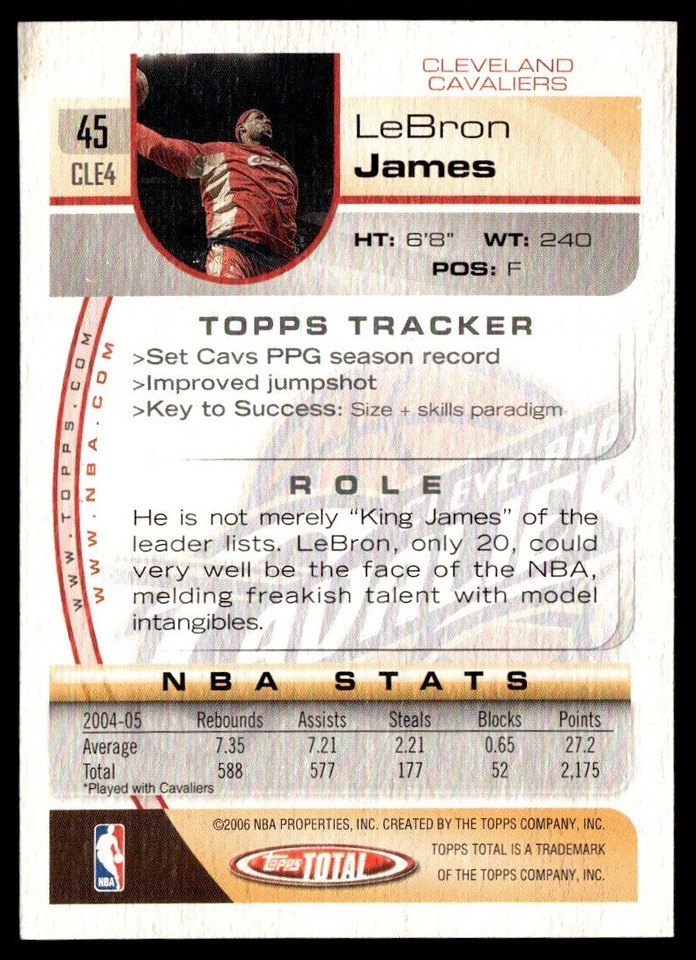 CLEVELAND
CAVALIERS
45
CLE4
LeBron
James
HT: 6'8" WT: 240
POS: F
TOPPS TRACKER
>Set Cavs PPG season record
>Improved jumpshot
>Key to Success: Size + skills paradigm
WWW.TOPPS.COM
WWW.NBA.COM
ROLE
He is not merely "King James" of the
leader lists. LeBron, only 20, could
very well be the face of the NBA,
melding freakish talent with model
intangibles.
CLEVELAND
CAVALIERS
NBA STATS
2004-05 Rebounds Assists Steals Blocks Points
Average 7.35 7.21 2.21 0.65 27.2
Total 588 577 177 52 2,175
*Played with Cavaliers
©2006 NBA PROPERTIES, INC. CREATED BY THE TOPPS COMPANY, INC.
TOPPS TOTAL IS A TRADEMARK
OF THE TOPPS COMPANY, INC.
NBA
Topps TOTAL